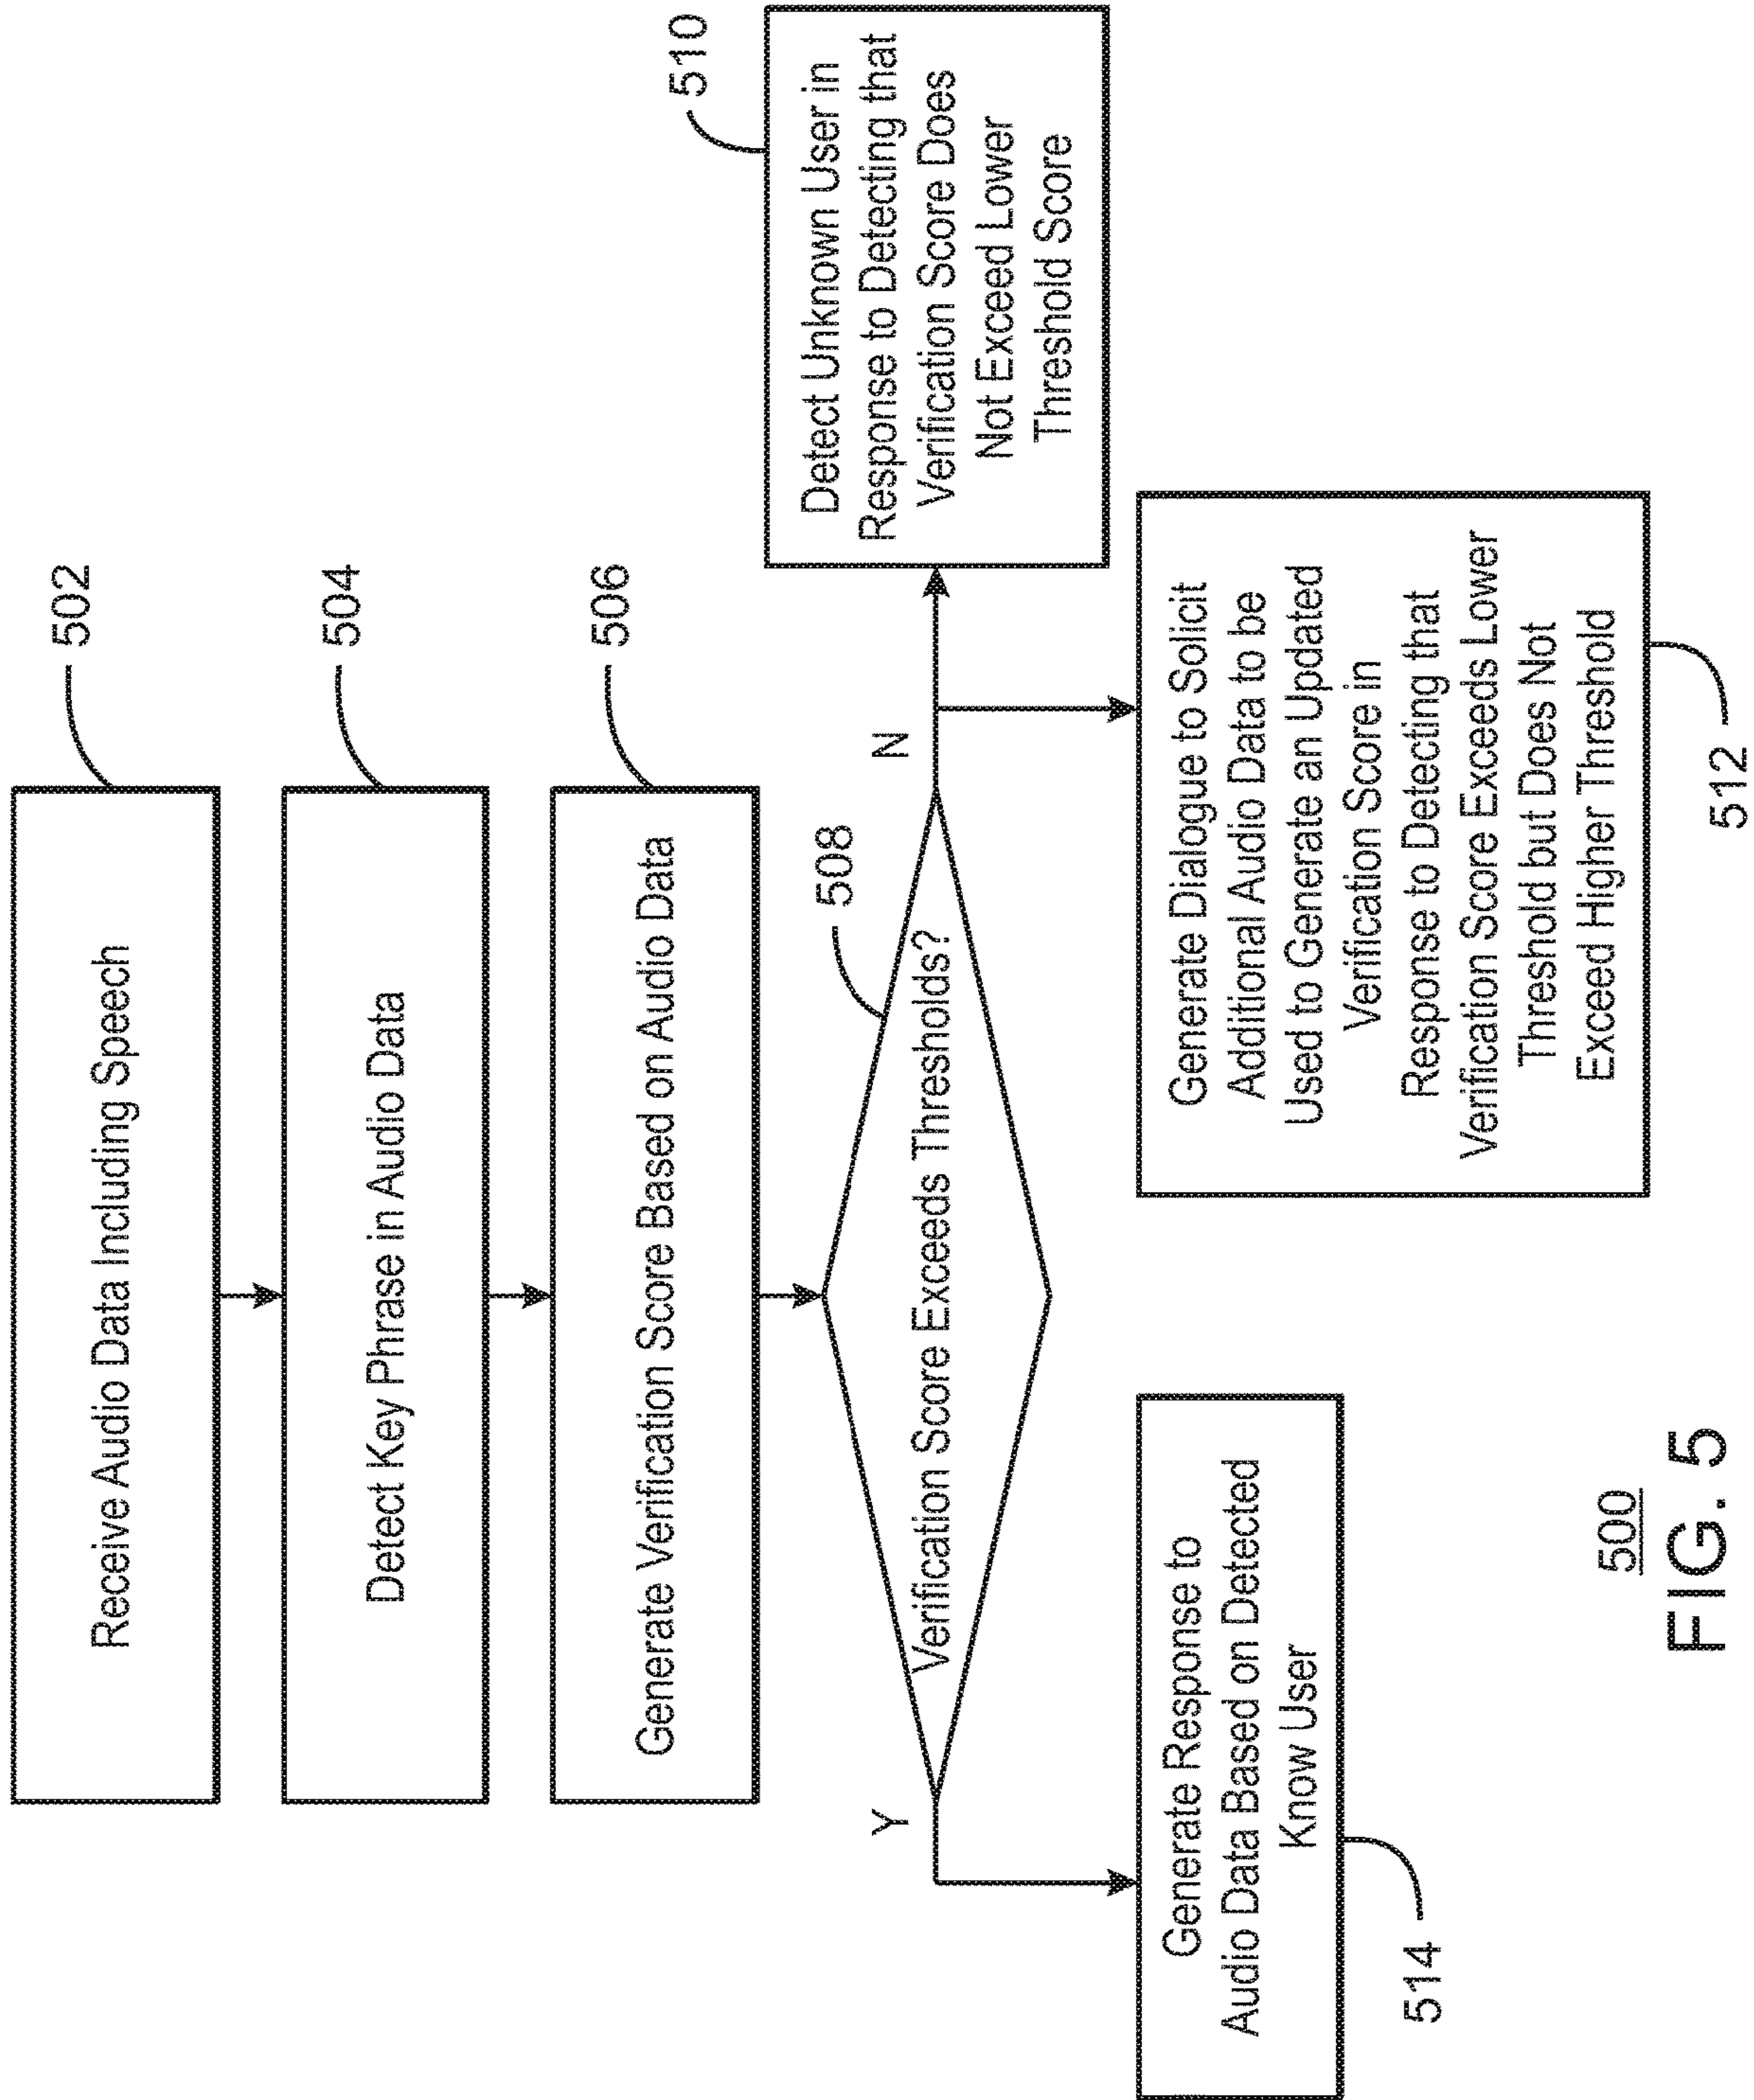 Receive Audio Data Including Speech
502
Detect Key Phrase in Audio Data
504
Generate Verification Score Based on Audio Data
506
508
Verification Score Exceeds Thresholds?
Y
N
Detect Unknown User in
Response to Detecting that
Verification Score Does
Not Exceed Lower
Threshold Score
510
Generate Response to
Audio Data Based on Detected
Know User
514
Generate Dialogue to Solicit
Additional Audio Data to be
Used to Generate an Updated
Verification Score in
Response to Detecting that
Verification Score Exceeds Lower
Threshold but Does Not
Exceed Higher Threshold
512
500
FIG. 5